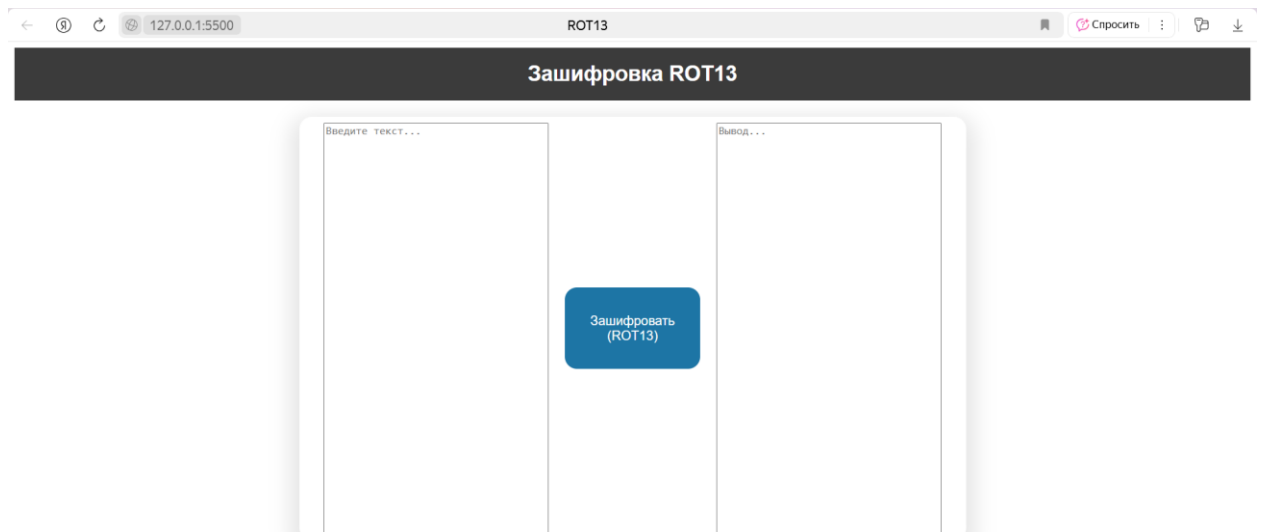 127.0.0.1:5500
ROT13
Спросить
Зашифровка ROT13
Введите текст...
Вывод...
Зашифровать
(ROT13)